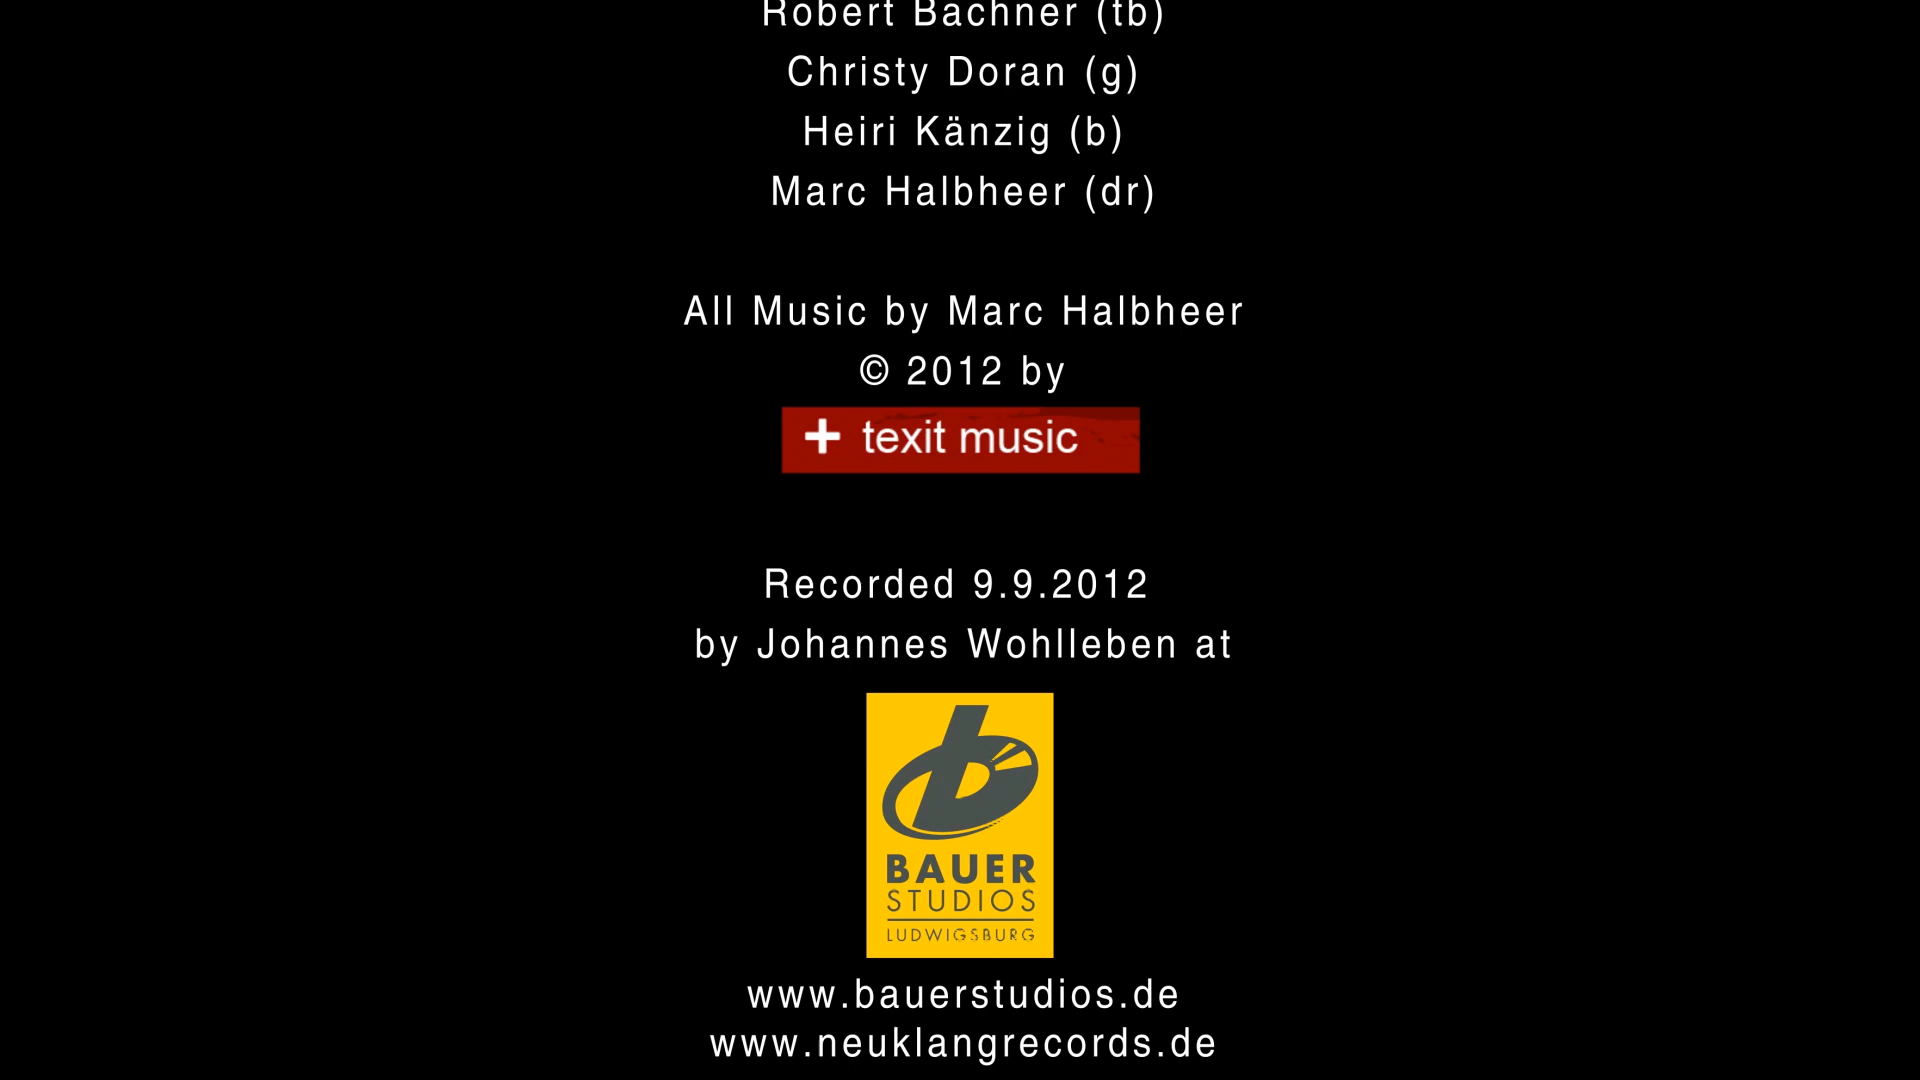 Robert Bachner (tb)
Christy Doran (g)
Heiri Känzig (b)
Marc Halbheer (dr)
All Music by Marc Halbheer
© 2012 by
+ texit music
Recorded 9.9.2012
by Johannes Wohlleben at
b
BAUER
STUDIOS
LUDWIGSBURG
www.bauerstudios.de
www.neuklangrecords.de